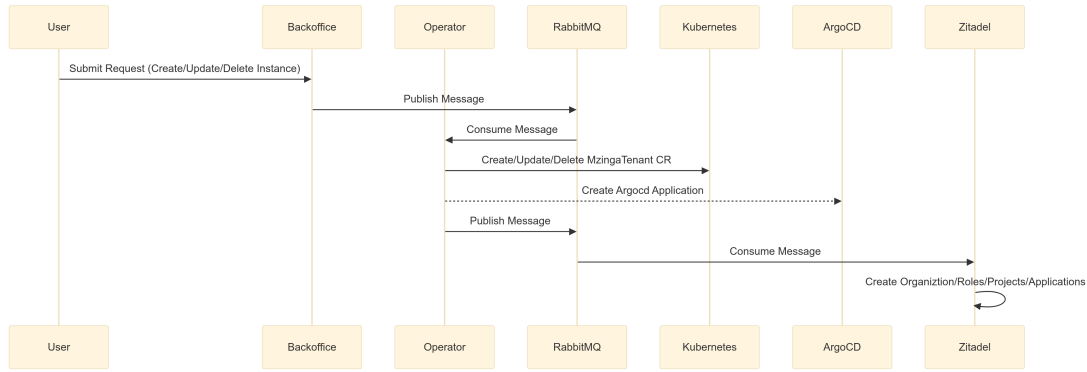 User
Backoffice
Operator
RabbitMQ
Kubernetes
ArgoCD
Zitadel
Submit Request (Create/Update/Delete Instance)
Publish Message
Consume Message
Create/Update/Delete MzingaTenant CR
Create Argocd Application
Publish Message
Consume Message
Create Organiztion/Roles/Projects/Applications
User
Backoffice
Operator
RabbitMQ
Kubernetes
ArgoCD
Zitadel